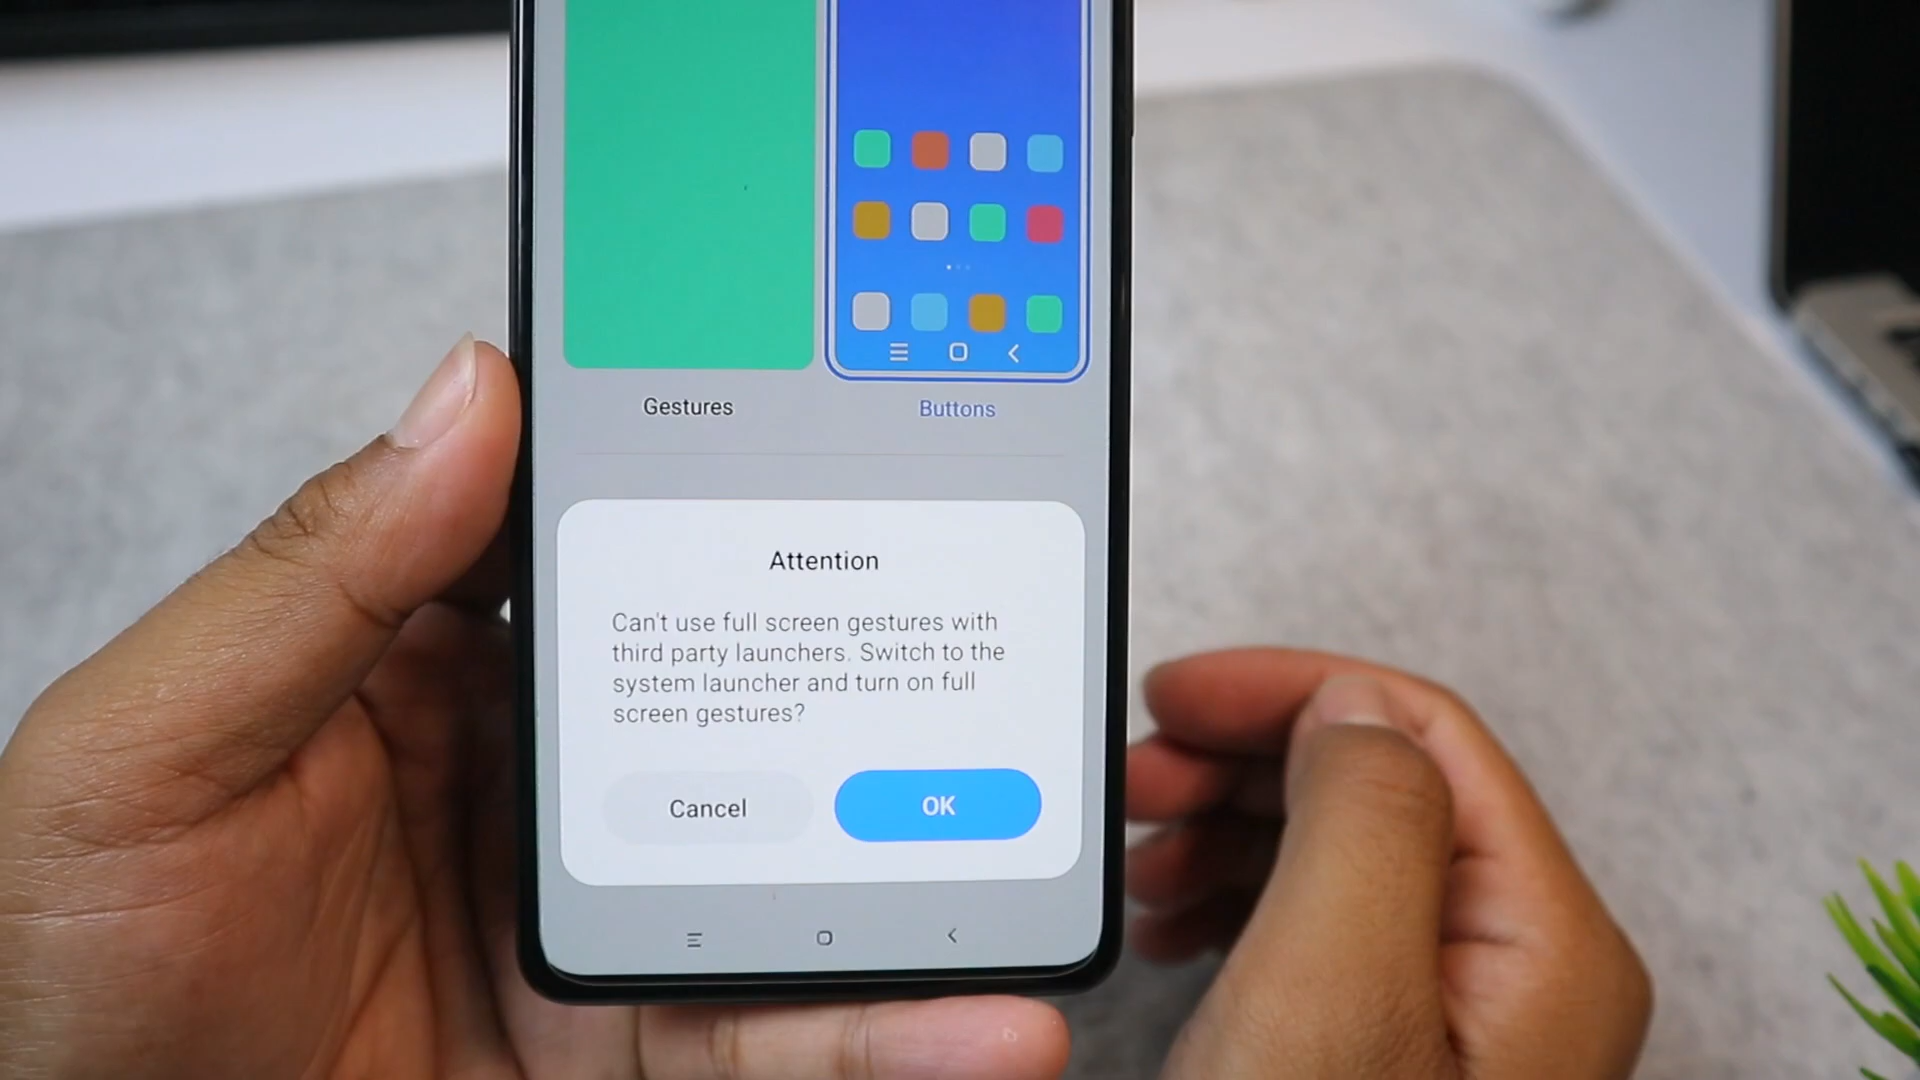 Gestures
Buttons
Attention
Can't use full screen gestures with
third party launchers. Switch to the
system launcher and turn on full
screen gestures?
Cancel
OK